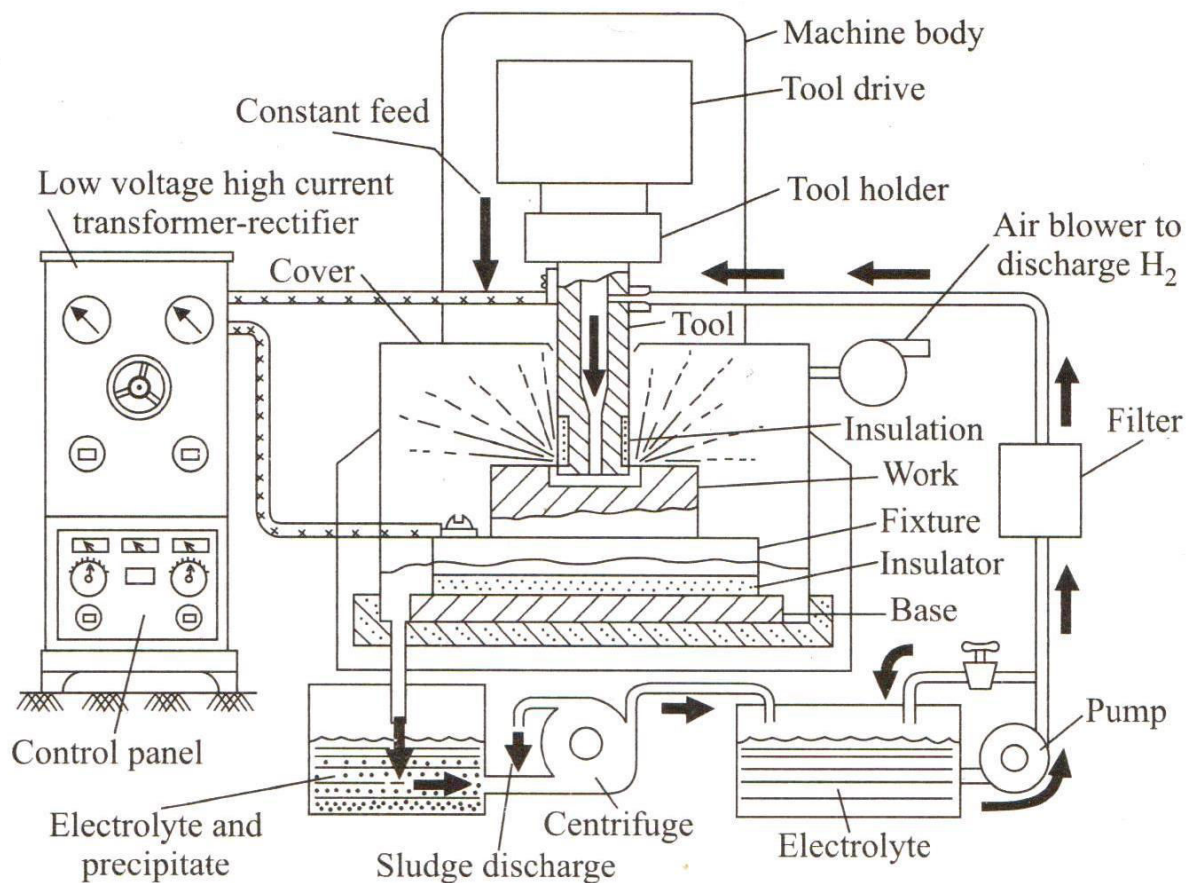 Machine body
Tool drive
Constant feed
Low voltage high current
transformer-rectifier
Tool holder
Air blower to
discharge H₂
Cover
Tool
Insulation
Filter
Work
Fixture
Insulator
Base
Pump
Control panel
Electrolyte and
precipitate
Centrifuge
Sludge discharge
Electrolyte